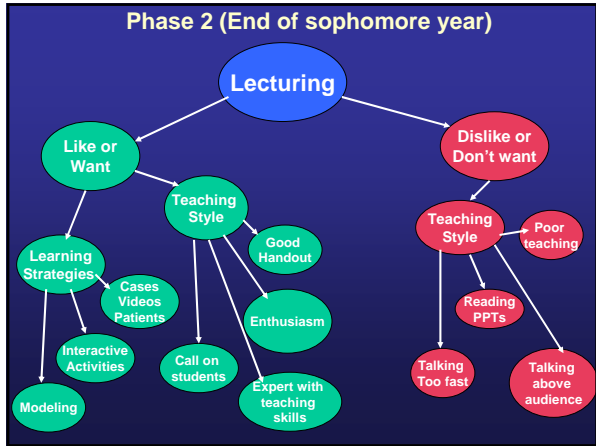 Phase 2 (End of sophomore year)
Lecturing
Like or
Want
Dislike or
Don't want
Teaching
Style
Teaching
Style
Poor
teaching
Good
Handout
Learning
Strategies
Cases
Videos
Patients
Reading
PPTs
Enthusiasm
Interactive
Activities
Call on
students
Talking
Too fast
Talking
above
audience
Expert with
teaching
skills
Modeling